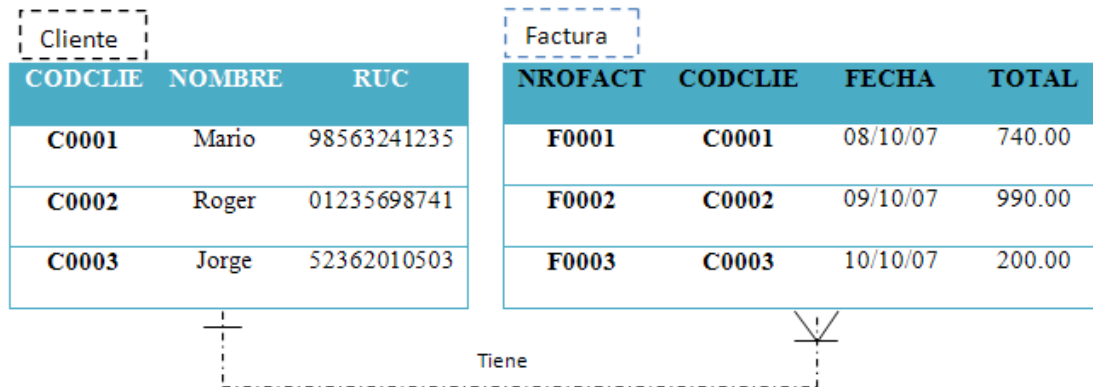 Cliente
CODCLIE NOMBRE RUC
C0001 Mario 98563241235
C0002 Roger 01235698741
C0003 Jorge 52362010503
Factura
NROFACT CODCLIE FECHA TOTAL
F0001 C0001 08/10/07 740.00
F0002 C0002 09/10/07 990.00
F0003 C0003 10/10/07 200.00
Tiene